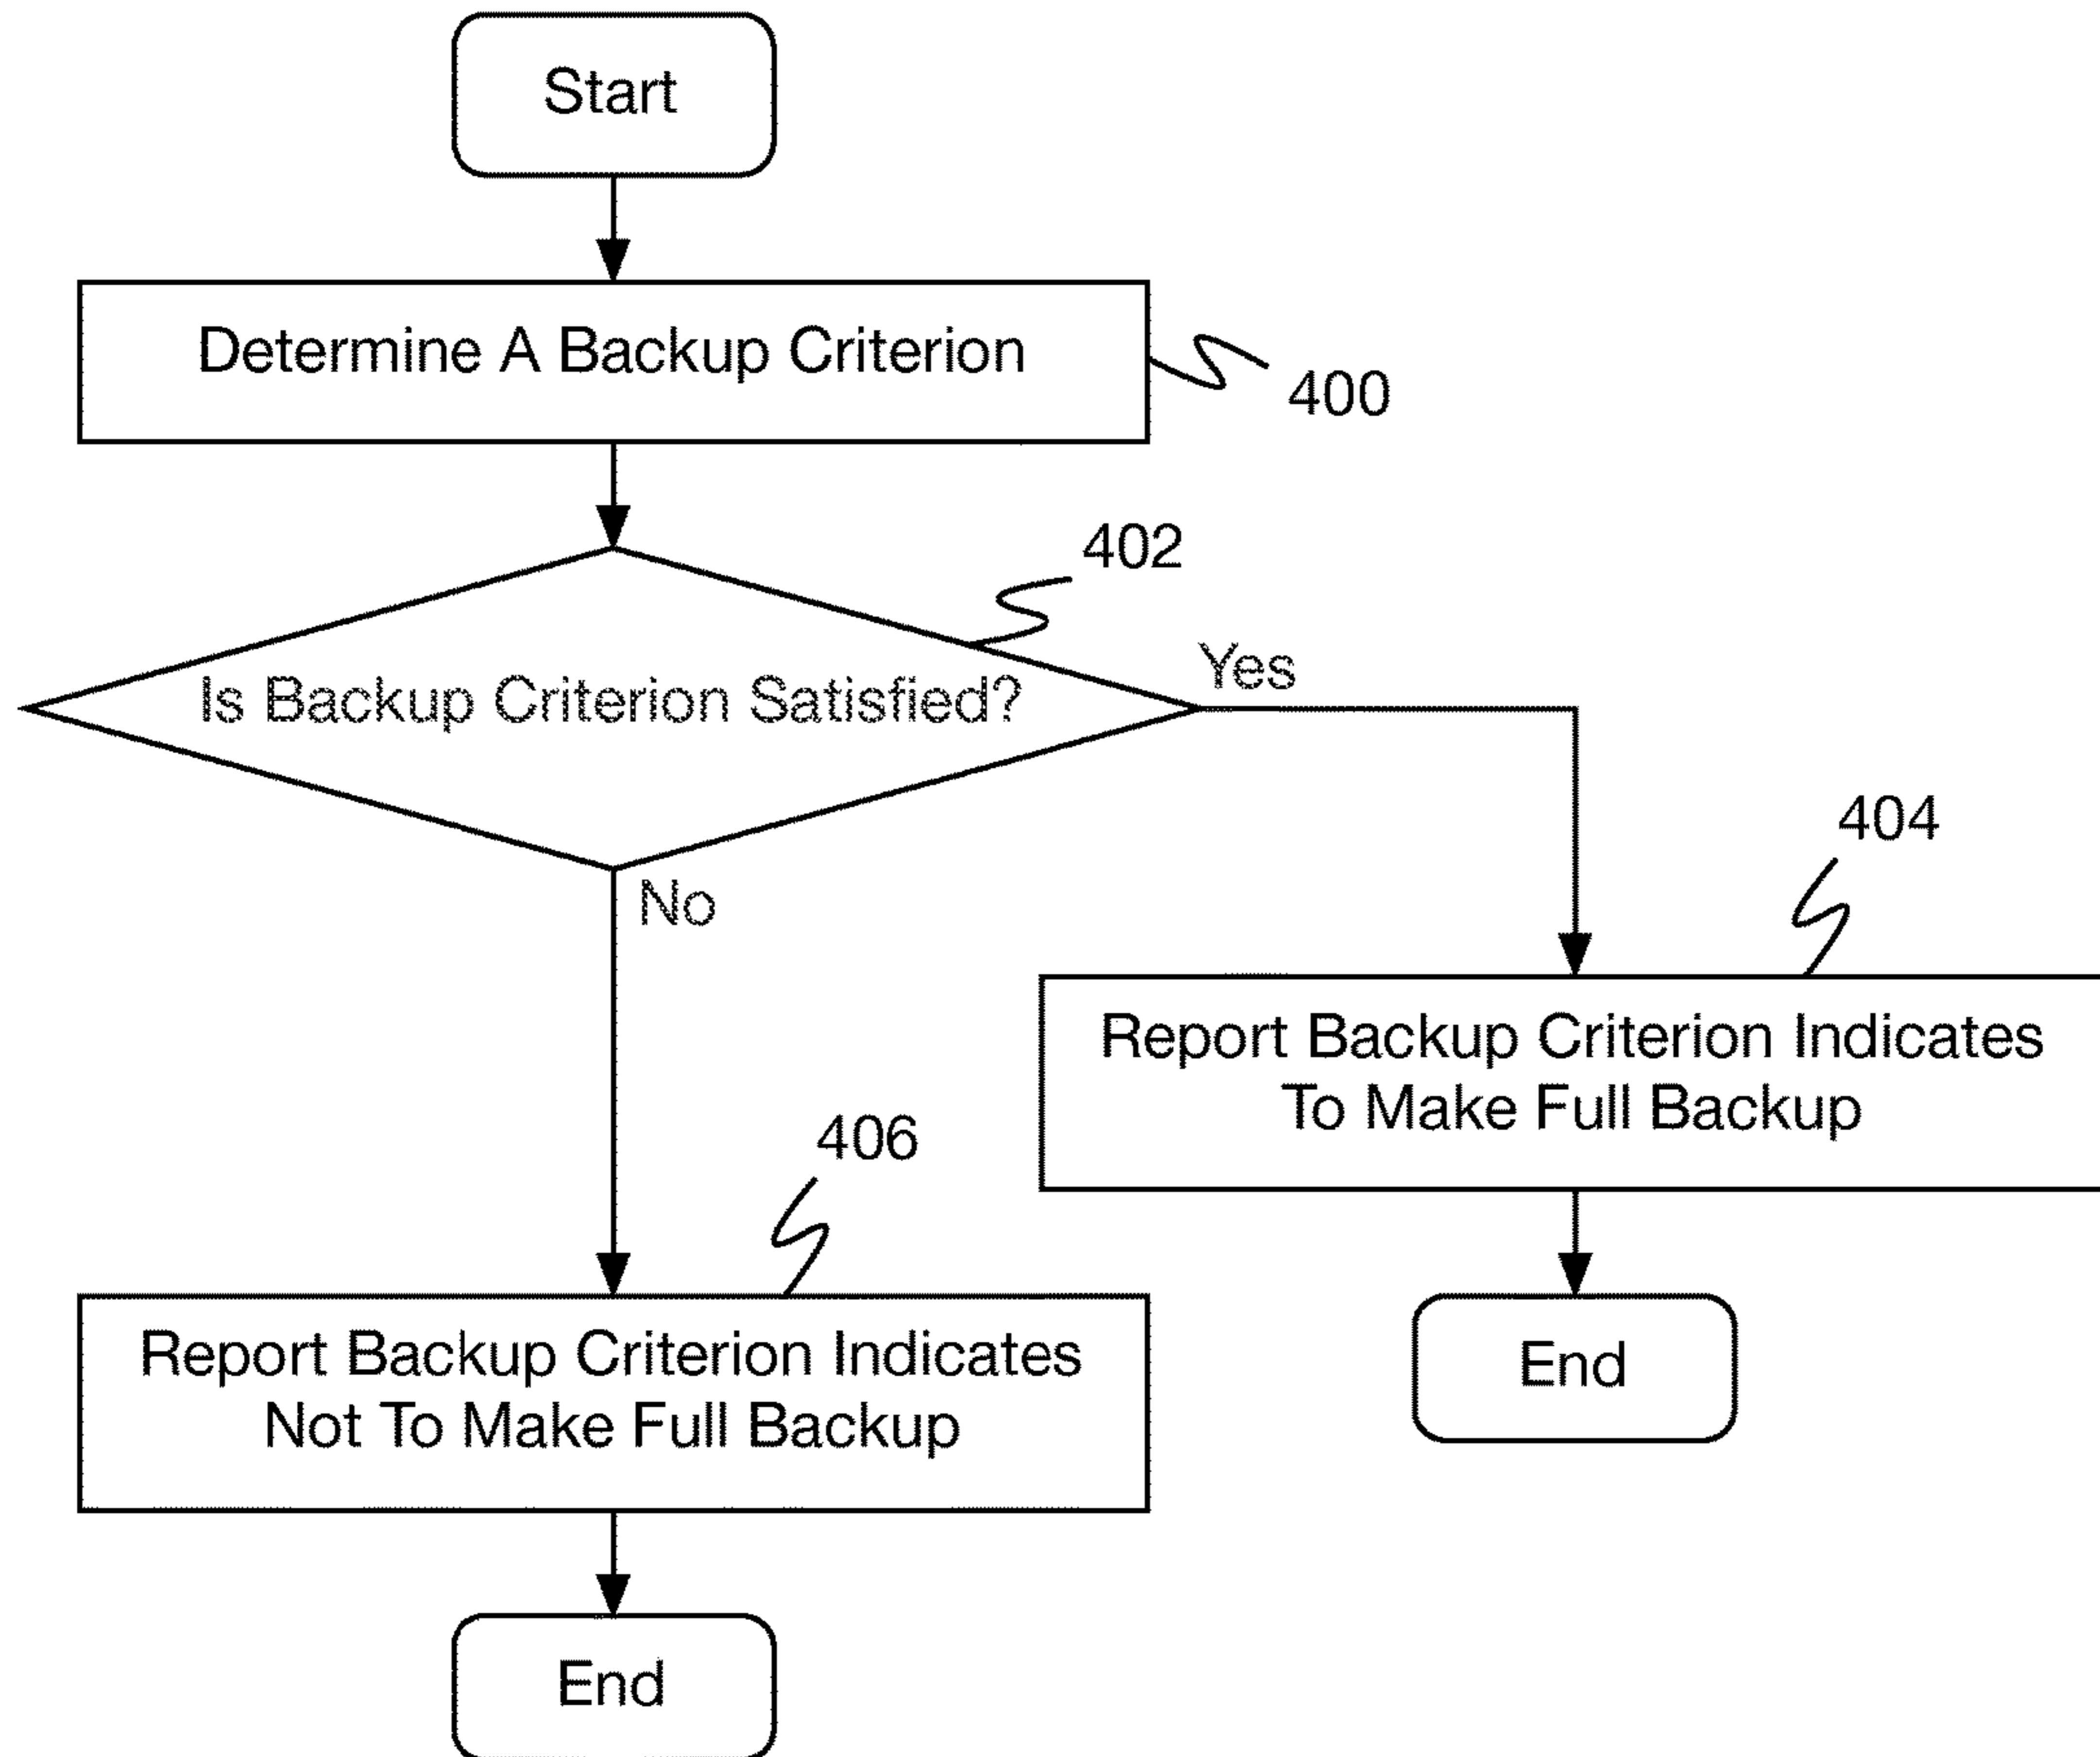 Start
Determine A Backup Criterion
400
402
Is Backup Criterion Satisfied?
Yes
No
404
Report Backup Criterion Indicates
To Make Full Backup
406
Report Backup Criterion Indicates
Not To Make Full Backup
End
End